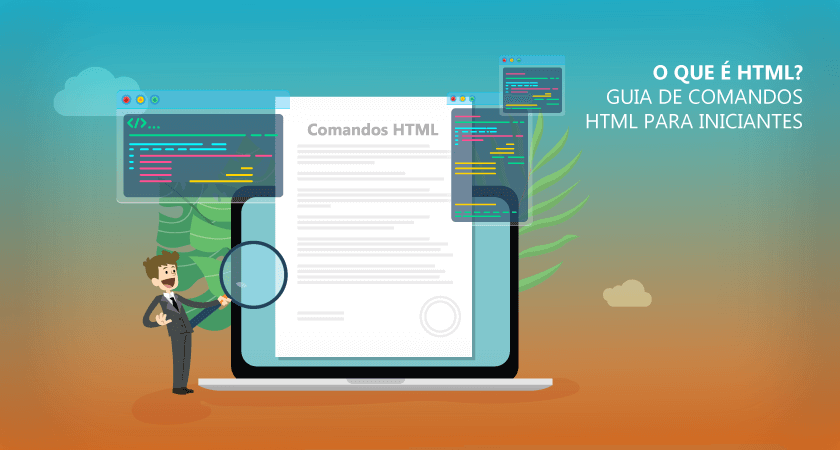 O QUE É HTML?
GUIA DE COMANDOS
HTML PARA INICIANTES
</>...
Comandos HTML